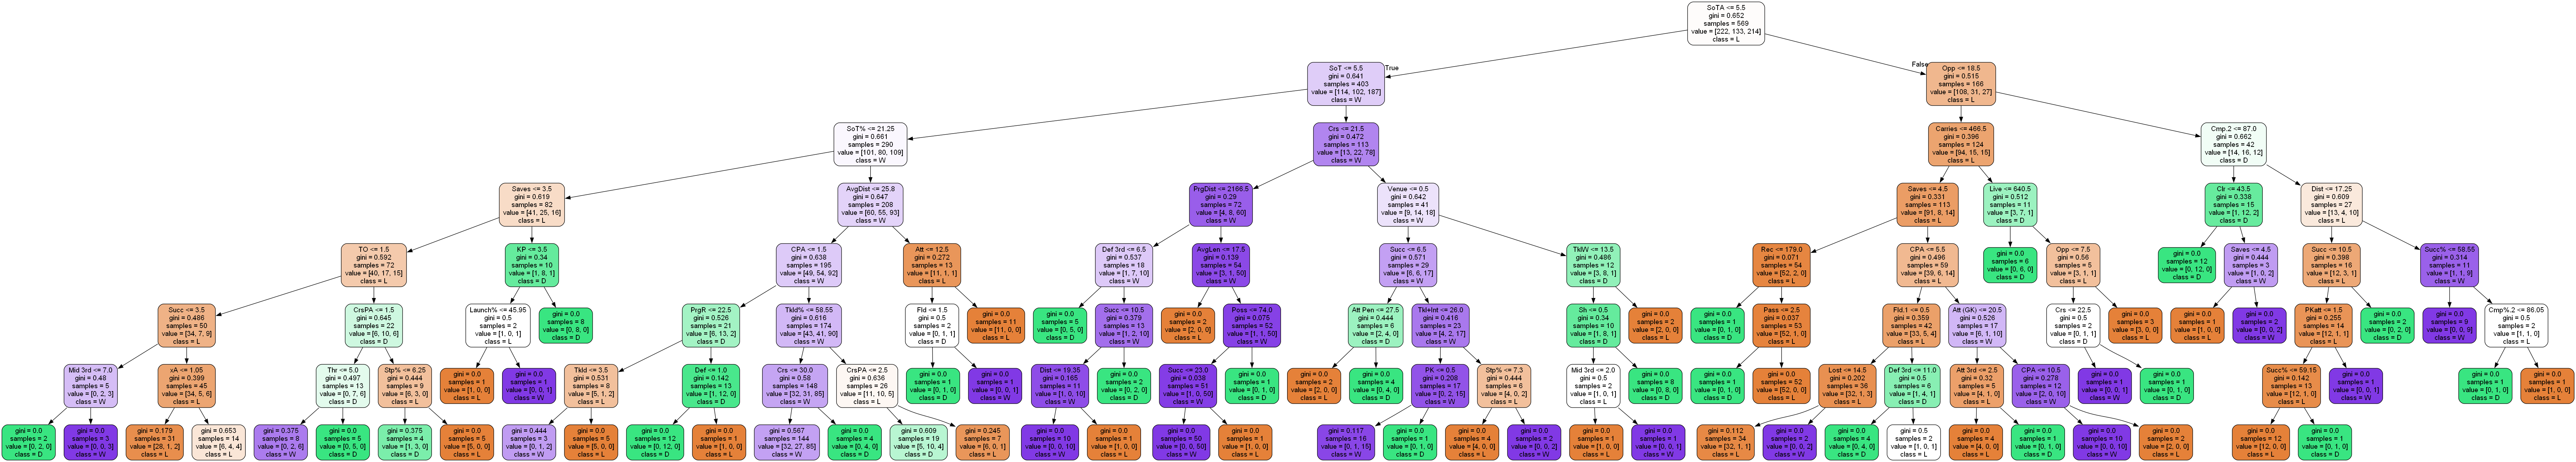 SoTA <= 5.5
gini = 0.652
samples = 569
value = [222, 133, 214]
class = L
True
False
SoT <= 5.5
gini = 0.641
samples = 403
value = [114, 102, 187]
class = W
Opp <= 18.5
gini = 0.515
samples = 166
value = [108, 31, 27]
class = L
SoT% <= 21.25
gini = 0.661
samples = 290
value = [101, 80, 109]
class = W
Crs <= 21.5
gini = 0.472
samples = 113
value = [13, 22, 78]
class = W
Carries <= 466.5
gini = 0.396
samples = 124
value = [94, 15, 15]
class = L
Cmp.2 <= 87.0
gini = 0.662
samples = 42
value = [14, 16, 12]
class = D
Saves <= 3.5
gini = 0.619
samples = 82
value = [41, 25, 16]
class = L
AvgDist <= 25.8
gini = 0.647
samples = 208
value = [60, 55, 93]
class = W
PrgDist <= 2166.5
gini = 0.29
samples = 72
value = [4, 8, 60]
class = W
Venue <= 0.5
gini = 0.642
samples = 41
value = [9, 14, 18]
class = W
Saves <= 4.5
gini = 0.331
samples = 113
value = [91, 8, 14]
class = L
Live <= 640.5
gini = 0.512
samples = 11
value = [3, 7, 1]
class = D
Clr <= 43.5
gini = 0.338
samples = 15
value = [1, 12, 2]
class = D
Dist <= 17.25
gini = 0.609
samples = 27
value = [13, 4, 10]
class = L
TO <= 1.5
gini = 0.592
samples = 72
value = [40, 17, 15]
class = L
KP <= 3.5
gini = 0.34
samples = 10
value = [1, 8, 1]
class = D
CPA <= 1.5
gini = 0.638
samples = 195
value = [49, 54, 92]
class = W
Att <= 12.5
gini = 0.272
samples = 13
value = [11, 1, 1]
class = L
Def 3rd <= 6.5
gini = 0.537
samples = 18
value = [1, 7, 10]
class = W
AvgLen <= 17.5
gini = 0.139
samples = 54
value = [3, 1, 50]
class = W
Succ <= 6.5
gini = 0.571
samples = 29
value = [6, 6, 17]
class = W
TklW <= 13.5
gini = 0.486
samples = 12
value = [3, 8, 1]
class = D
Rec <= 179.0
gini = 0.071
samples = 54
value = [52, 2, 0]
class = L
CPA <= 5.5
gini = 0.496
samples = 59
value = [39, 6, 14]
class = L
gini = 0.0
samples = 6
value = [0, 6, 0]
class = D
Opp <= 7.5
gini = 0.56
samples = 5
value = [3, 1, 1]
class = L
gini = 0.0
samples = 12
value = [0, 12, 0]
class = D
Saves <= 4.5
gini = 0.444
samples = 3
value = [1, 0, 2]
class = W
Succ <= 10.5
gini = 0.398
samples = 16
value = [12, 3, 1]
class = L
Succ% <= 58.55
gini = 0.314
samples = 11
value = [1, 1, 9]
class = W
Succ <= 3.5
gini = 0.486
samples = 50
value = [34, 7, 9]
class = L
CrsPA <= 1.5
gini = 0.645
samples = 22
value = [6, 10, 6]
class = D
Launch% <= 45.95
gini = 0.5
samples = 2
value = [1, 0, 1]
class = L
gini = 0.0
samples = 8
value = [0, 8, 0]
class = D
PrgR <= 22.5
gini = 0.526
samples = 21
value = [6, 13, 2]
class = D
Tkld% <= 58.55
gini = 0.616
samples = 174
value = [43, 41, 90]
class = W
Fld <= 1.5
gini = 0.5
samples = 2
value = [0, 1, 1]
class = D
gini = 0.0
samples = 11
value = [11, 0, 0]
class = L
gini = 0.0
samples = 5
value = [0, 5, 0]
class = D
Succ <= 10.5
gini = 0.379
samples = 13
value = [1, 2, 10]
class = W
gini = 0.0
samples = 2
value = [2, 0, 0]
class = L
Poss <= 74.0
gini = 0.075
samples = 52
value = [1, 1, 50]
class = W
Att Pen <= 27.5
gini = 0.444
samples = 6
value = [2, 4, 0]
class = D
Tkl+Int <= 26.0
gini = 0.416
samples = 23
value = [4, 2, 17]
class = W
Sh <= 0.5
gini = 0.34
samples = 10
value = [1, 8, 1]
class = D
gini = 0.0
samples = 2
value = [2, 0, 0]
class = L
gini = 0.0
samples = 1
value = [0, 1, 0]
class = D
Pass <= 2.5
gini = 0.037
samples = 53
value = [52, 1, 0]
class = L
Fld.1 <= 0.5
gini = 0.359
samples = 42
value = [33, 5, 4]
class = L
Att (GK) <= 20.5
gini = 0.526
samples = 17
value = [6, 1, 10]
class = W
Crs <= 22.5
gini = 0.5
samples = 2
value = [0, 1, 1]
class = D
gini = 0.0
samples = 3
value = [3, 0, 0]
class = L
gini = 0.0
samples = 1
value = [1, 0, 0]
class = L
gini = 0.0
samples = 2
value = [0, 0, 2]
class = W
PKatt <= 1.5
gini = 0.255
samples = 14
value = [12, 1, 1]
class = L
gini = 0.0
samples = 2
value = [0, 2, 0]
class = D
gini = 0.0
samples = 9
value = [0, 0, 9]
class = W
Cmp%.2 <= 86.05
gini = 0.5
samples = 2
value = [1, 1, 0]
class = L
Mid 3rd <= 7.0
gini = 0.48
samples = 5
value = [0, 2, 3]
class = W
xA <= 1.05
gini = 0.399
samples = 45
value = [34, 5, 6]
class = L
Thr <= 5.0
gini = 0.497
samples = 13
value = [0, 7, 6]
class = D
Stp% <= 6.25
gini = 0.444
samples = 9
value = [6, 3, 0]
class = L
gini = 0.0
samples = 1
value = [1, 0, 0]
class = L
gini = 0.0
samples = 1
value = [0, 0, 1]
class = W
Tkld <= 3.5
gini = 0.531
samples = 8
value = [5, 1, 2]
class = L
Def <= 1.0
gini = 0.142
samples = 13
value = [1, 12, 0]
class = D
Crs <= 30.0
gini = 0.58
samples = 148
value = [32, 31, 85]
class = W
CrsPA <= 2.5
gini = 0.636
samples = 26
value = [11, 10, 5]
class = L
gini = 0.0
samples = 1
value = [0, 1, 0]
class = D
gini = 0.0
samples = 1
value = [0, 0, 1]
class = W
Dist <= 19.35
gini = 0.165
samples = 11
value = [1, 0, 10]
class = W
gini = 0.0
samples = 2
value = [0, 2, 0]
class = D
Succ <= 23.0
gini = 0.038
samples = 51
value = [1, 0, 50]
class = W
gini = 0.0
samples = 1
value = [0, 1, 0]
class = D
gini = 0.0
samples = 2
value = [2, 0, 0]
class = L
gini = 0.0
samples = 4
value = [0, 4, 0]
class = D
PK <= 0.5
gini = 0.208
samples = 17
value = [0, 2, 15]
class = W
Stp% <= 7.3
gini = 0.444
samples = 6
value = [4, 0, 2]
class = L
Mid 3rd <= 2.0
gini = 0.5
samples = 2
value = [1, 0, 1]
class = L
gini = 0.0
samples = 8
value = [0, 8, 0]
class = D
gini = 0.0
samples = 1
value = [0, 1, 0]
class = D
gini = 0.0
samples = 52
value = [52, 0, 0]
class = L
Lost <= 14.5
gini = 0.202
samples = 36
value = [32, 1, 3]
class = L
Def 3rd <= 11.0
gini = 0.5
samples = 6
value = [1, 4, 1]
class = D
Att 3rd <= 2.5
gini = 0.32
samples = 5
value = [4, 1, 0]
class = L
CPA <= 10.5
gini = 0.278
samples = 12
value = [2, 0, 10]
class = W
gini = 0.0
samples = 1
value = [0, 0, 1]
class = W
gini = 0.0
samples = 1
value = [0, 1, 0]
class = D
Succ% <= 59.15
gini = 0.142
samples = 13
value = [12, 1, 0]
class = L
gini = 0.0
samples = 1
value = [0, 0, 1]
class = W
gini = 0.0
samples = 1
value = [0, 1, 0]
class = D
gini = 0.0
samples = 1
value = [1, 0, 0]
class = L
gini = 0.0
samples = 2
value = [0, 2, 0]
class = D
gini = 0.0
samples = 3
value = [0, 0, 3]
class = W
gini = 0.179
samples = 31
value = [28, 1, 2]
class = L
gini = 0.653
samples = 14
value = [6, 4, 4]
class = L
gini = 0.375
samples = 8
value = [0, 2, 6]
class = W
gini = 0.0
samples = 5
value = [0, 5, 0]
class = D
gini = 0.375
samples = 4
value = [1, 3, 0]
class = D
gini = 0.0
samples = 5
value = [5, 0, 0]
class = L
gini = 0.444
samples = 3
value = [0, 1, 2]
class = W
gini = 0.0
samples = 5
value = [5, 0, 0]
class = L
gini = 0.0
samples = 12
value = [0, 12, 0]
class = D
gini = 0.0
samples = 1
value = [1, 0, 0]
class = L
gini = 0.567
samples = 144
value = [32, 27, 85]
class = W
gini = 0.0
samples = 4
value = [0, 4, 0]
class = D
gini = 0.609
samples = 19
value = [5, 10, 4]
class = D
gini = 0.245
samples = 7
value = [6, 0, 1]
class = L
gini = 0.0
samples = 10
value = [0, 0, 10]
class = W
gini = 0.0
samples = 1
value = [1, 0, 0]
class = L
gini = 0.0
samples = 50
value = [0, 0, 50]
class = W
gini = 0.0
samples = 1
value = [1, 0, 0]
class = L
gini = 0.117
samples = 16
value = [0, 1, 15]
class = W
gini = 0.0
samples = 1
value = [0, 1, 0]
class = D
gini = 0.0
samples = 4
value = [4, 0, 0]
class = L
gini = 0.0
samples = 2
value = [0, 0, 2]
class = W
gini = 0.0
samples = 1
value = [1, 0, 0]
class = L
gini = 0.0
samples = 1
value = [0, 0, 1]
class = W
gini = 0.112
samples = 34
value = [32, 1, 1]
class = L
gini = 0.0
samples = 2
value = [0, 0, 2]
class = W
gini = 0.0
samples = 4
value = [0, 4, 0]
class = D
gini = 0.5
samples = 2
value = [1, 0, 1]
class = L
gini = 0.0
samples = 4
value = [4, 0, 0]
class = L
gini = 0.0
samples = 1
value = [0, 1, 0]
class = D
gini = 0.0
samples = 10
value = [0, 0, 10]
class = W
gini = 0.0
samples = 2
value = [2, 0, 0]
class = L
gini = 0.0
samples = 12
value = [12, 0, 0]
class = L
gini = 0.0
samples = 1
value = [0, 1, 0]
class = D